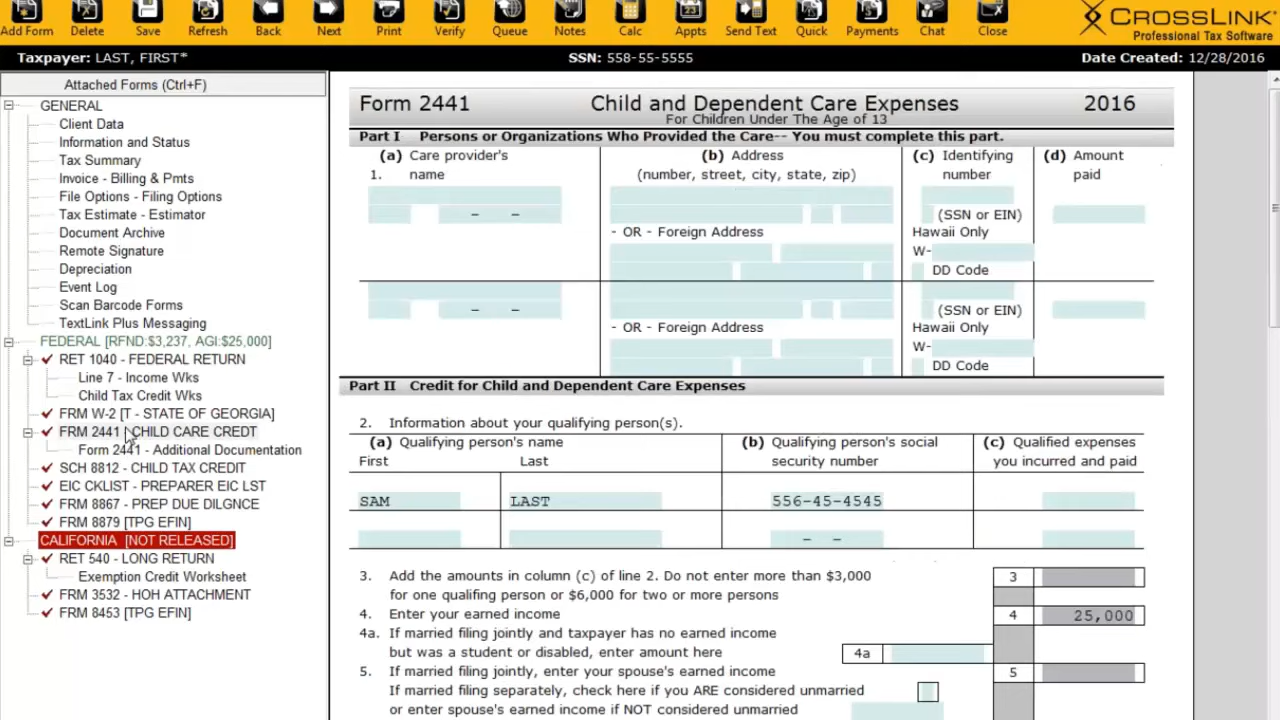 Add Form Delete Save Refresh Back Next Print Verify Queue Notes Calc Appts Send Text Quick Payments Chat Close
CROSSLINK®
Professional Tax Software
Taxpayer: LAST, FIRST* SSN: 558-55-5555 Date Created: 12/28/2016
Attached Forms (Ctrl+F)
GENERAL
Client Data
Information and Status
Tax Summary
Invoice - Billing & Pmts
File Options - Filing Options
Tax Estimate - Estimator
Document Archive
Remote Signature
Depreciation
Event Log
Scan Barcode Forms
TextLink Plus Messaging
FEDERAL [RFND:$3,237, AGI:$25,000]
RET 1040 - FEDERAL RETURN
Line 7 - Income Wks
Child Tax Credit Wks
FRM W-2 [T - STATE OF GEORGIA]
FRM 2441 - CHILD CARE CREDT
Form 2441 - Additional Documentation
SCH 8812 - CHILD TAX CREDIT
EIC CKLIST - PREPARER EIC LST
FRM 8867 - PREP DUE DILGNCE
FRM 8879 [TPG EFIN]
CALIFORNIA [NOT RELEASED]
RET 540 - LONG RETURN
Exemption Credit Worksheet
FRM 3532 - HOH ATTACHMENT
FRM 8453 [TPG EFIN]
Form 2441 Child and Dependent Care Expenses 2016
For Children Under The Age of 13
Part I Persons or Organizations Who Provided the Care-- You must complete this part.
(a) Care provider's (b) Address (c) Identifying (d) Amount
1. name (number, street, city, state, zip) number paid
- - (SSN or EIN)
- OR - Foreign Address Hawaii Only
W-
DD Code
- - (SSN or EIN)
- OR - Foreign Address Hawaii Only
W-
DD Code
Part II Credit for Child and Dependent Care Expenses
2. Information about your qualifying person(s).
(a) Qualifying person's name (b) Qualifying person's social (c) Qualified expenses
First Last security number you incurred and paid
SAM LAST 556-45-4545
- -
3. Add the amounts in column (c) of line 2. Do not enter more than $3,000 3
for one qualifing person or $6,000 for two or more persons
4. Enter your earned income 4 25,000
4a. If married filing jointly and taxpayer has no earned income
but was a student or disabled, enter amount here 4a
5. If married filing jointly, enter your spouse's earned income 5
If married filing separately, check here if you ARE considered unmarried
or enter spouse's earned income if NOT considered unmarried